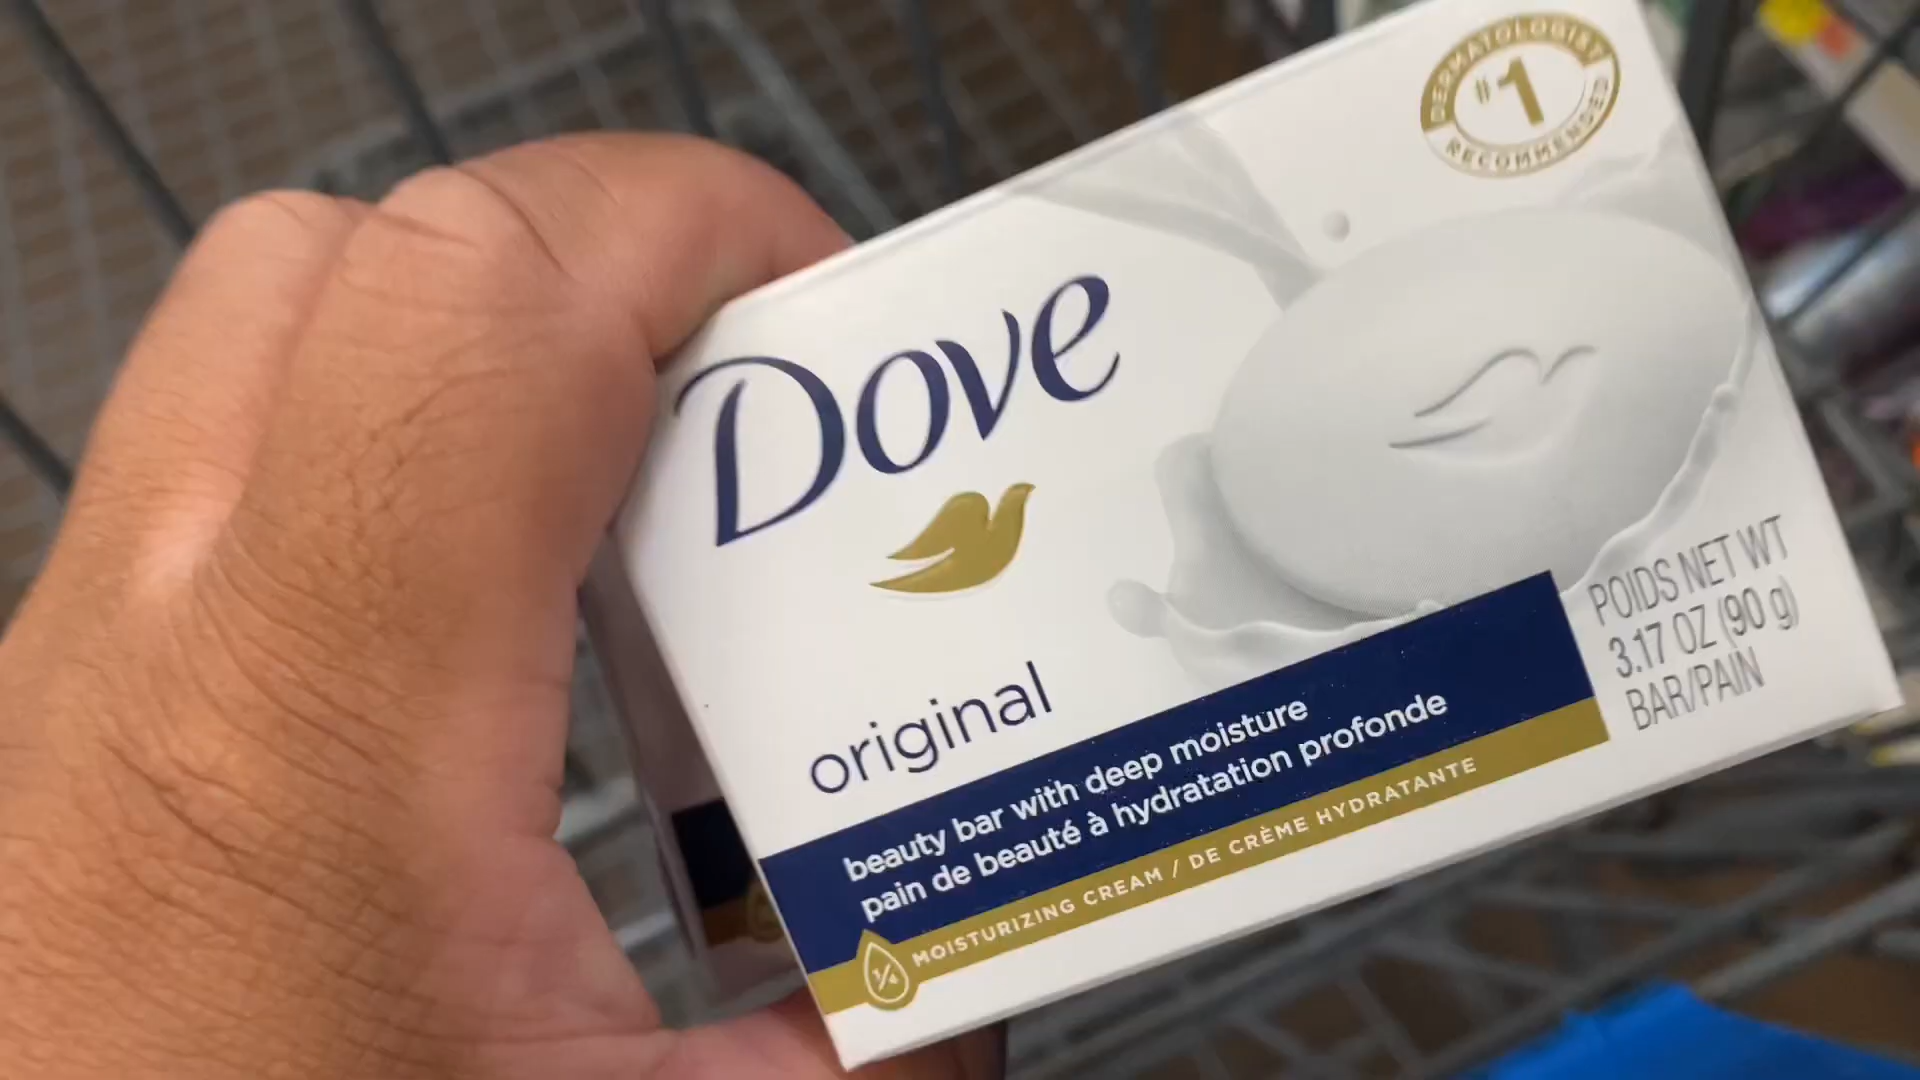 DERMATOLOGIST
#1
RECOMMENDED
Dove
original
beauty bar with deep moisture
pain de beauté à hydratation profonde
¼ MOISTURIZING CREAM / DE CRÈME HYDRATANTE
POIDS NET WT
3.17 OZ (90 g)
BAR/PAIN